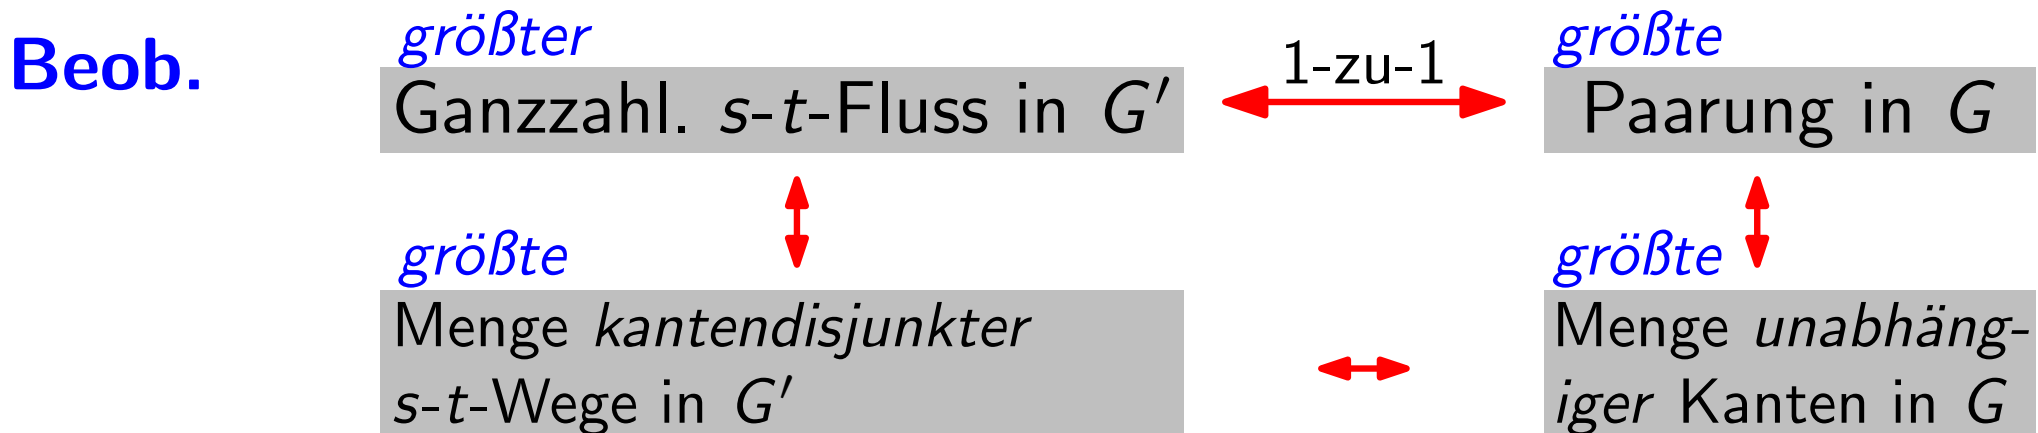 Beob.
größter
Ganzzahl. s-t-Fluss in G′
1-zu-1
größte
Paarung in G
größte
Menge kantendisjunkter
s-t-Wege in G′
größte
Menge unabhäng-
iger Kanten in G